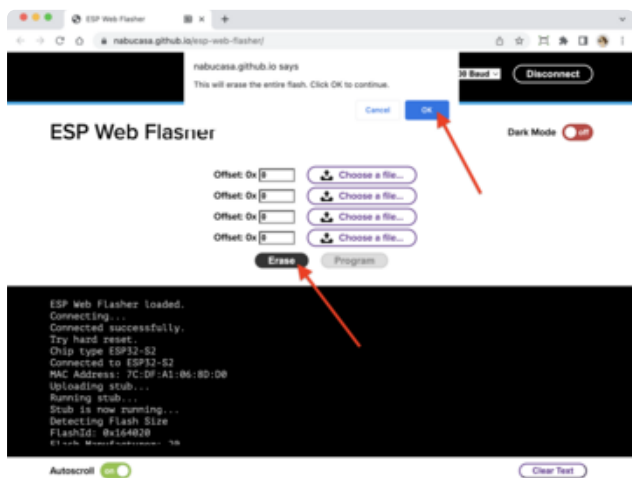 ESP Web Flasher
nabucasa.github.io/esp-web-flasher/
nabucasa.github.io says
This will erase the entire flash. Click OK to continue.
Cancel OK
Baud Disconnect
ESP Web Flasher
Dark Mode off
Offset: 0x 0 Choose a file...
Offset: 0x 0 Choose a file...
Offset: 0x 0 Choose a file...
Offset: 0x 0 Choose a file...
Erase Program
ESP Web Flasher loaded.
Connecting...
Connected successfully.
Try hard reset.
Chip type ESP32-S2
Connected to ESP32-S2
MAC Address: 7C:DF:A1:06:8D:D0
Uploading stub...
Running stub...
Stub is now running...
Detecting Flash Size
FlashId: 0x164020
Flash Manufacturer: 20
Autoscroll on Clear Text